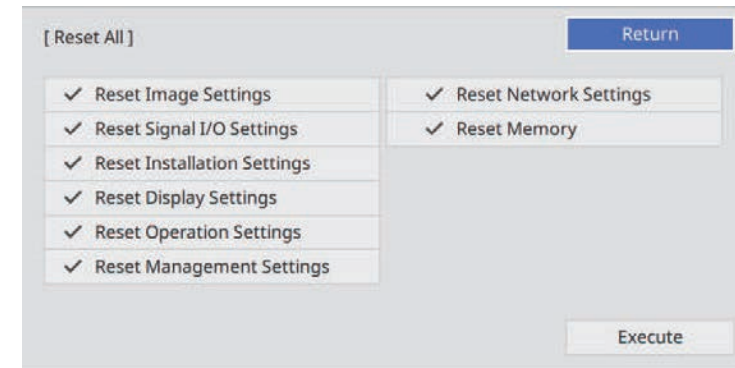 [ Reset All ]
Return
✓ Reset Image Settings
✓ Reset Signal I/O Settings
✓ Reset Installation Settings
✓ Reset Display Settings
✓ Reset Operation Settings
✓ Reset Management Settings
✓ Reset Network Settings
✓ Reset Memory
Execute